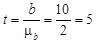 t = b/μ_b = 10/2 = 5